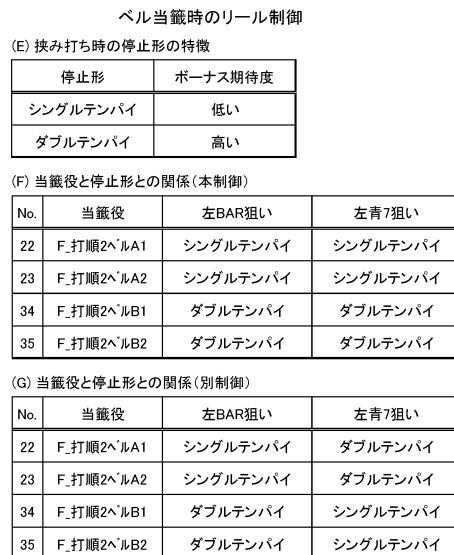 ベル当籤時のリール制御
(E) 挟み打ち時の停止形の特徴
停止形 ボーナス期待度
シングルテンパイ 低い
ダブルテンパイ 高い
(F) 当籤役と停止形との関係(本制御)
No. 当籤役 左BAR狙い 左青7狙い
22 F_打順2ベルA1 シングルテンパイ シングルテンパイ
23 F_打順2ベルA2 シングルテンパイ シングルテンパイ
34 F_打順2ベルB1 ダブルテンパイ ダブルテンパイ
35 F_打順2ベルB2 ダブルテンパイ ダブルテンパイ
(G) 当籤役と停止形との関係(別制御)
No. 当籤役 左BAR狙い 左青7狙い
22 F_打順2ベルA1 シングルテンパイ ダブルテンパイ
23 F_打順2ベルA2 シングルテンパイ ダブルテンパイ
34 F_打順2ベルB1 ダブルテンパイ シングルテンパイ
35 F_打順2ベルB2 ダブルテンパイ シングルテンパイ